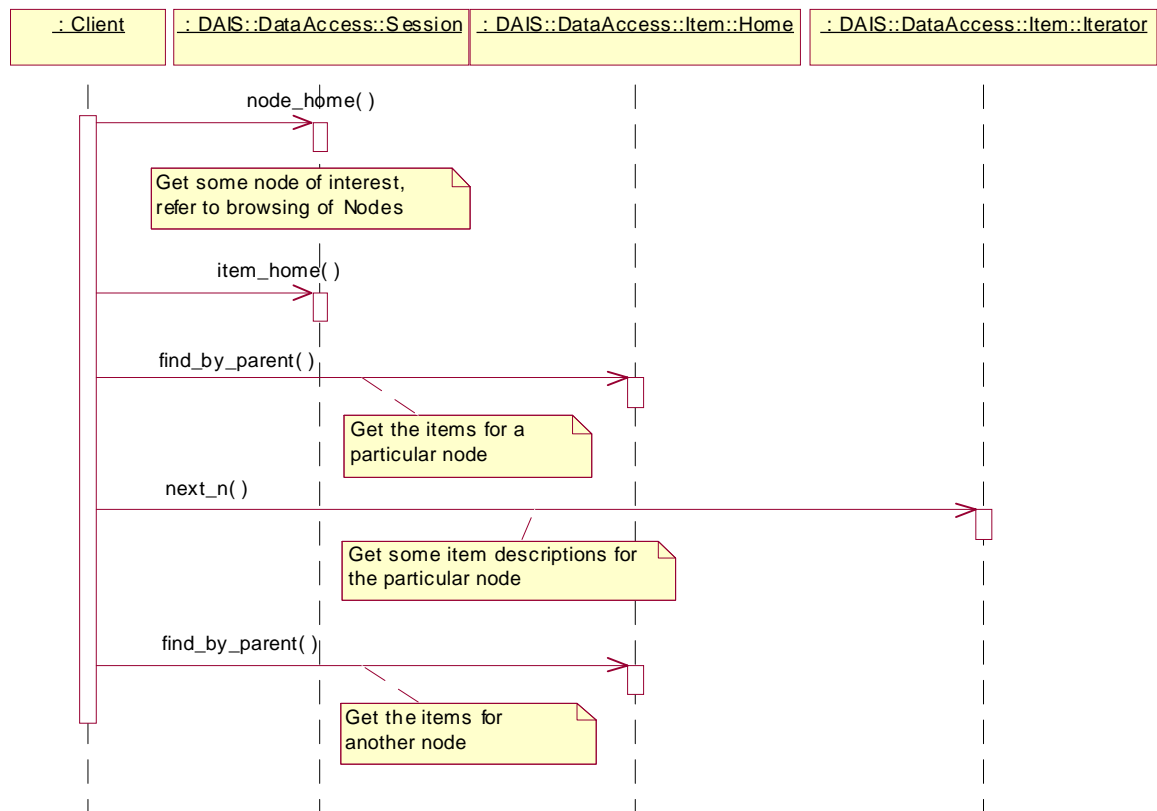 : Client
: DAIS::DataAccess::Session
: DAIS::DataAccess::Item::Home
: DAIS::DataAccess::Item::Iterator
node_home( )
Get some node of interest,
refer to browsing of Nodes
item_home( )
find_by_parent( )
Get the items for a
particular node
next_n( )
Get some item descriptions for
the particular node
find_by_parent( )
Get the items for
another node